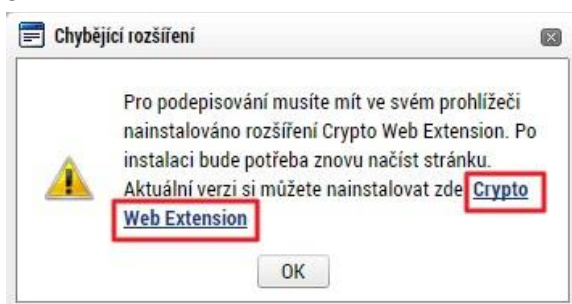 Chybějící rozšíření
Pro podepisování musíte mít ve svém prohlížeči
nainstalováno rozšíření Crypto Web Extension. Po
instalaci bude potřeba znovu načíst stránku.
Aktuální verzi si můžete nainstalovat zde Crypto
Web Extension
OK